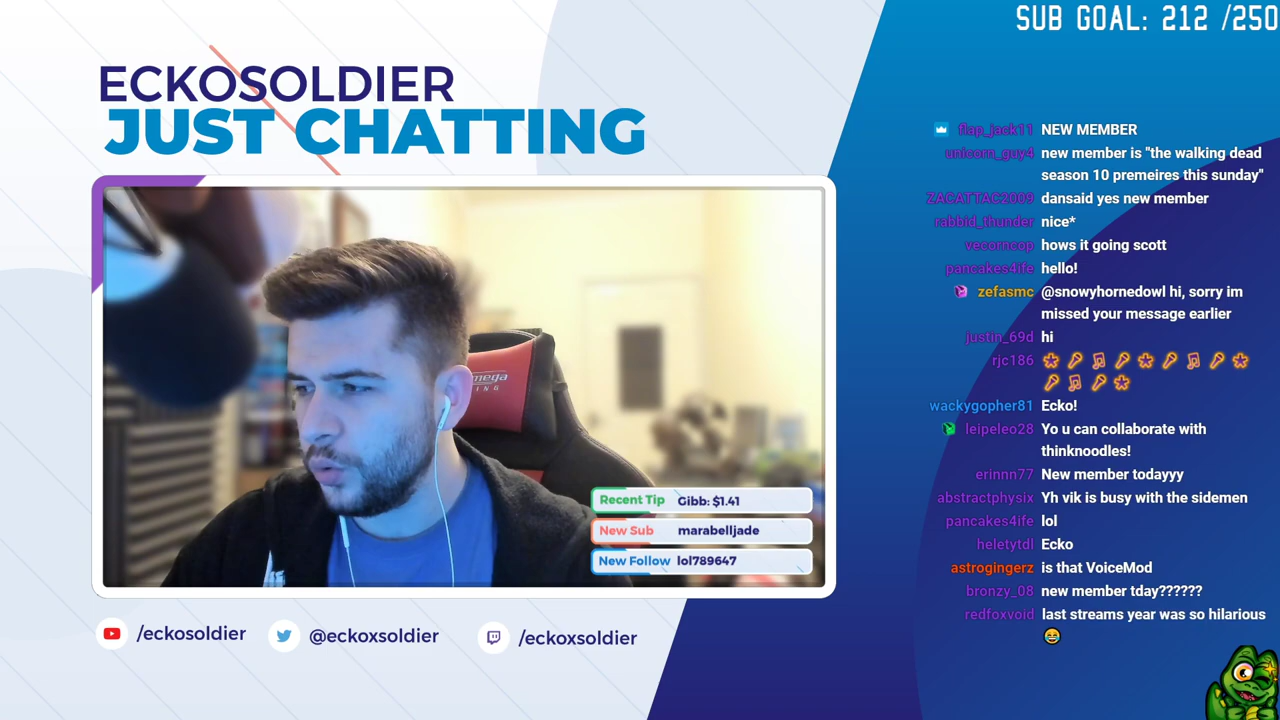 SUB GOAL: 212 /250
ECKOSOLDIER
JUST CHATTING
mega
ING
Recent Tip Gibb: $1.41
New Sub marabelljade
New Follow lol789647
/eckosoldier @eckoxsoldier /eckoxsoldier
flap_jack11 NEW MEMBER
unicorn_guy4 new member is "the walking dead
season 10 premeires this sunday"
ZACATTAC2009 dansaid yes new member
rabbid_thunder nice*
vecorncop hows it going scott
pancakes4ife hello!
zefasmc @snowyhornedowl hi, sorry im
missed your message earlier
justin_69d hi
rjc186
wackygopher81 Ecko!
leipeleo28 Yo u can collaborate with
thinknoodles!
erinnn77 New member todayyy
abstractphysix Yh vik is busy with the sidemen
pancakes4ife lol
heletytdl Ecko
astrogingerz is that VoiceMod
bronzy_08 new member tday??????
redfoxvoid last streams year was so hilarious
😂